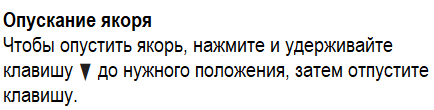 Опускание якоря
Чтобы опустить якорь, нажмите и удерживайте
клавишу ▼ до нужного положения, затем отпустите
клавишу.